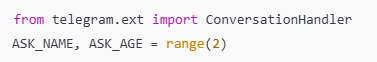 from telegram.ext import ConversationHandler
ASK_NAME, ASK_AGE = range(2)